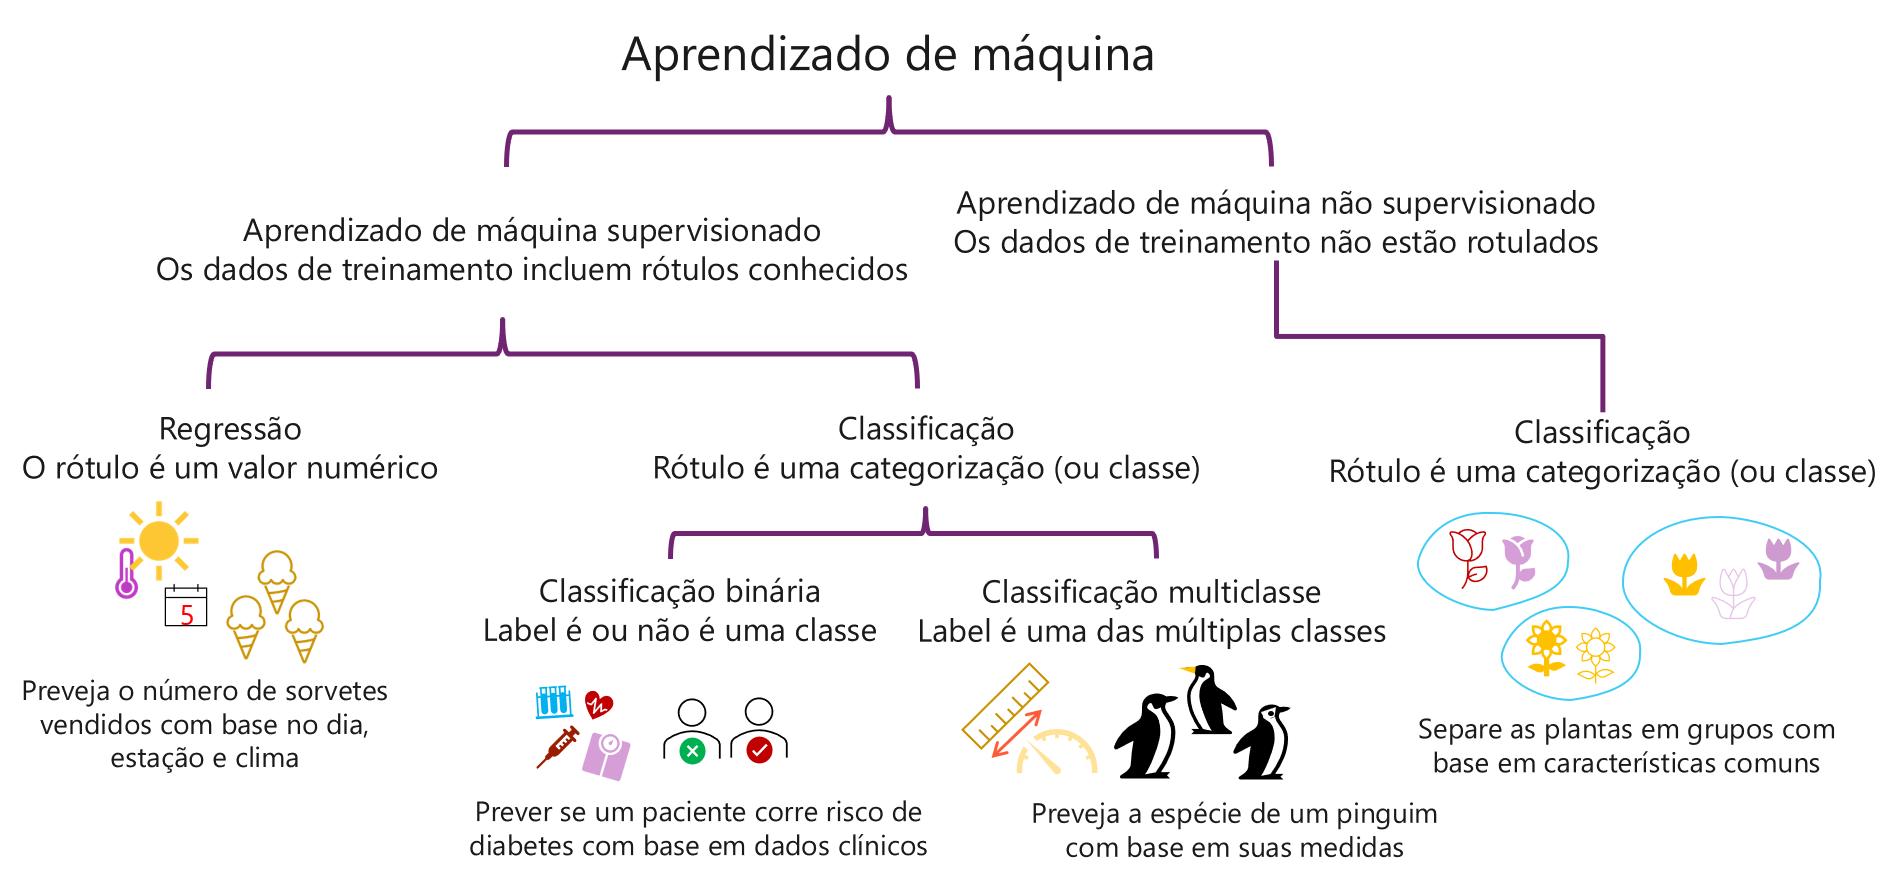 Aprendizado de máquina
Aprendizado de máquina supervisionado
Os dados de treinamento incluem rótulos conhecidos
Aprendizado de máquina não supervisionado
Os dados de treinamento não estão rotulados
Regressão
O rótulo é um valor numérico
5
Preveja o número de sorvetes
vendidos com base no dia,
estação e clima
Classificação
Rótulo é uma categorização (ou classe)
Classificação binária
Label é ou não é uma classe
Prever se um paciente corre risco de
diabetes com base em dados clínicos
Classificação multiclasse
Label é uma das múltiplas classes
Preveja a espécie de um pinguim
com base em suas medidas
Classificação
Rótulo é uma categorização (ou classe)
Separe as plantas em grupos com
base em características comuns